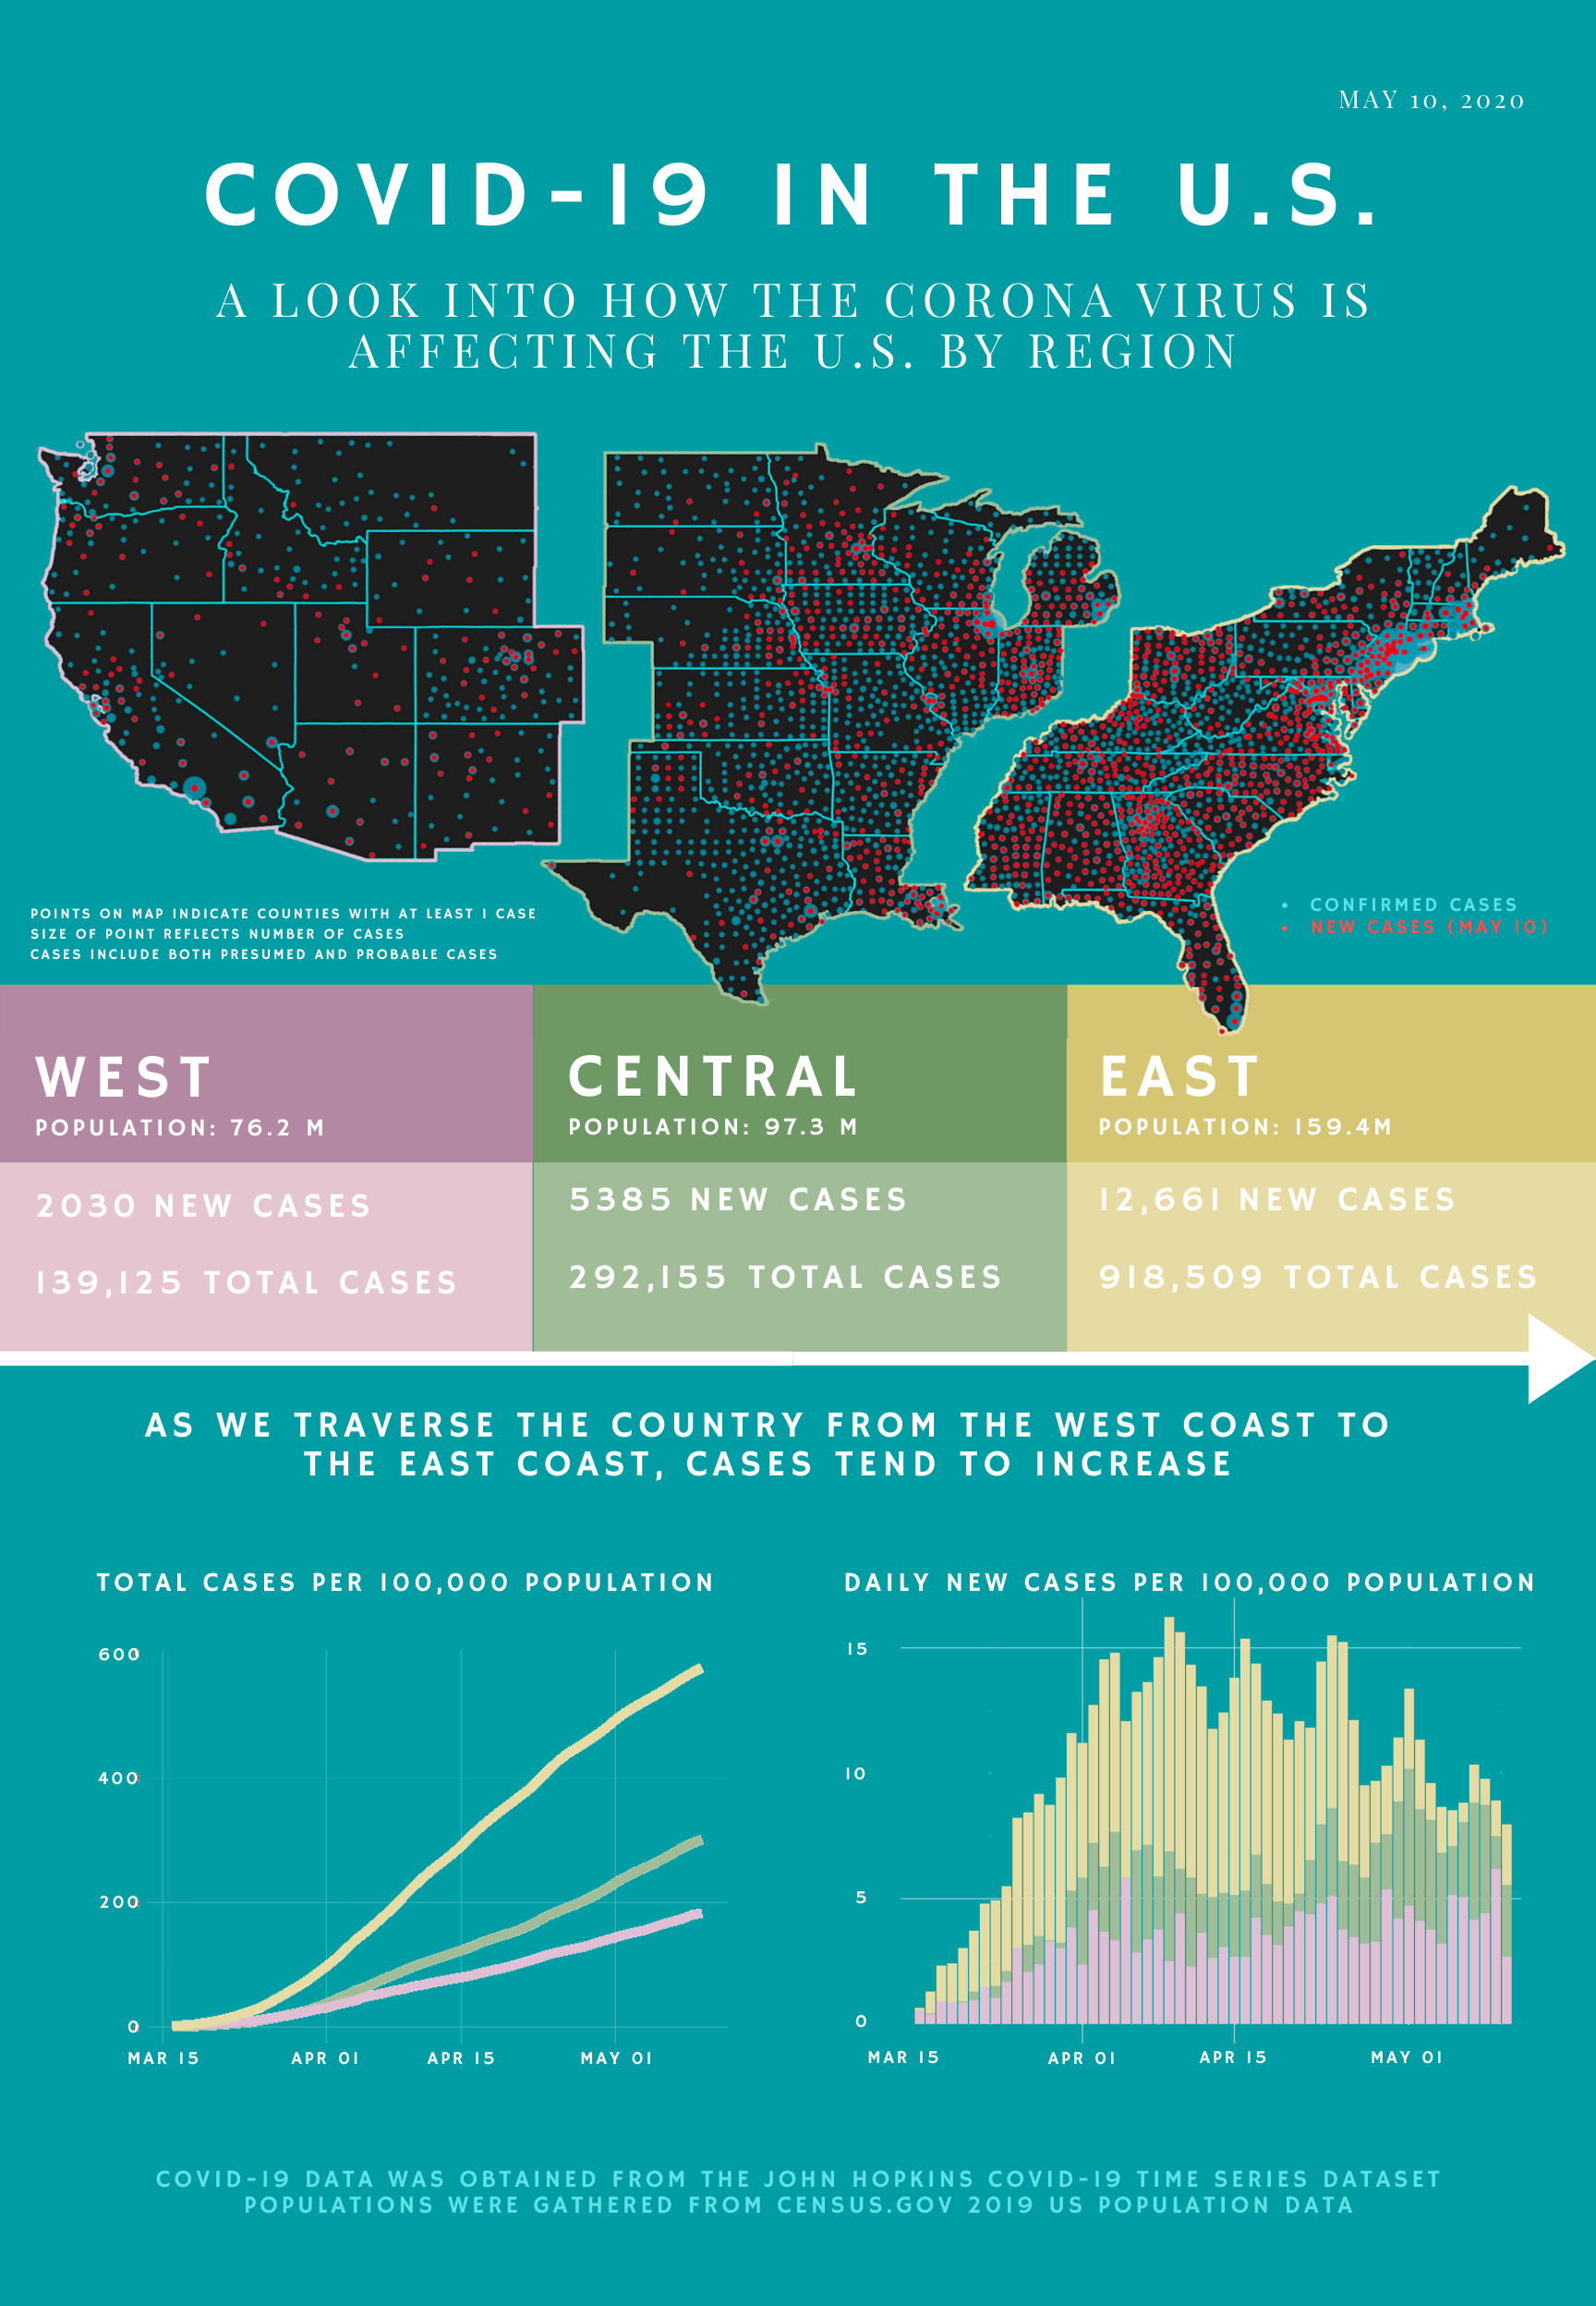 MAY 10, 2020
COVID-19 IN THE U.S.
A LOOK INTO HOW THE CORONA VIRUS IS
AFFECTING THE U.S. BY REGION
POINTS ON MAP INDICATE COUNTIES WITH AT LEAST 1 CASE
SIZE OF POINT REFLECTS NUMBER OF CASES
CASES INCLUDE BOTH PRESUMED AND PROBABLE CASES
• CONFIRMED CASES
• NEW CASES (MAY 10)
WEST
POPULATION: 76.2 M
2030 NEW CASES
139,125 TOTAL CASES
CENTRAL
POPULATION: 97.3 M
5385 NEW CASES
292,155 TOTAL CASES
EAST
POPULATION: 159.4M
12,661 NEW CASES
918,509 TOTAL CASES
AS WE TRAVERSE THE COUNTRY FROM THE WEST COAST TO
THE EAST COAST, CASES TEND TO INCREASE
TOTAL CASES PER 100,000 POPULATION
600
400
200
0
MAR 15 APR 01 APR 15 MAY 01
DAILY NEW CASES PER 100,000 POPULATION
15
10
5
0
MAR 15 APR 01 APR 15 MAY 01
COVID-19 DATA WAS OBTAINED FROM THE JOHN HOPKINS COVID-19 TIME SERIES DATASET
POPULATIONS WERE GATHERED FROM CENSUS.GOV 2019 US POPULATION DATA